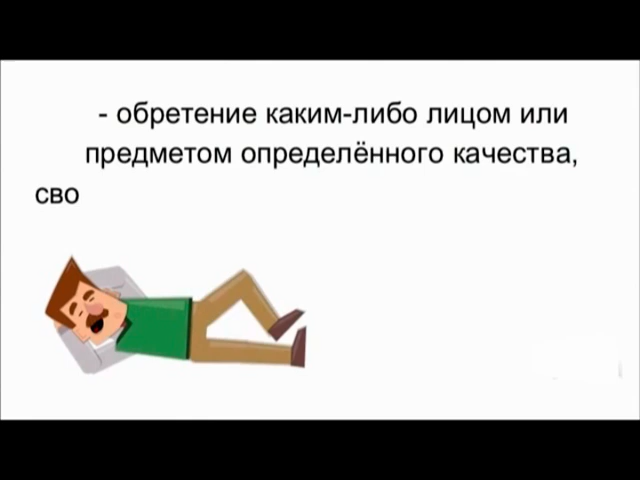 - обретение каким-либо лицом или
предметом определённого качества,
сво